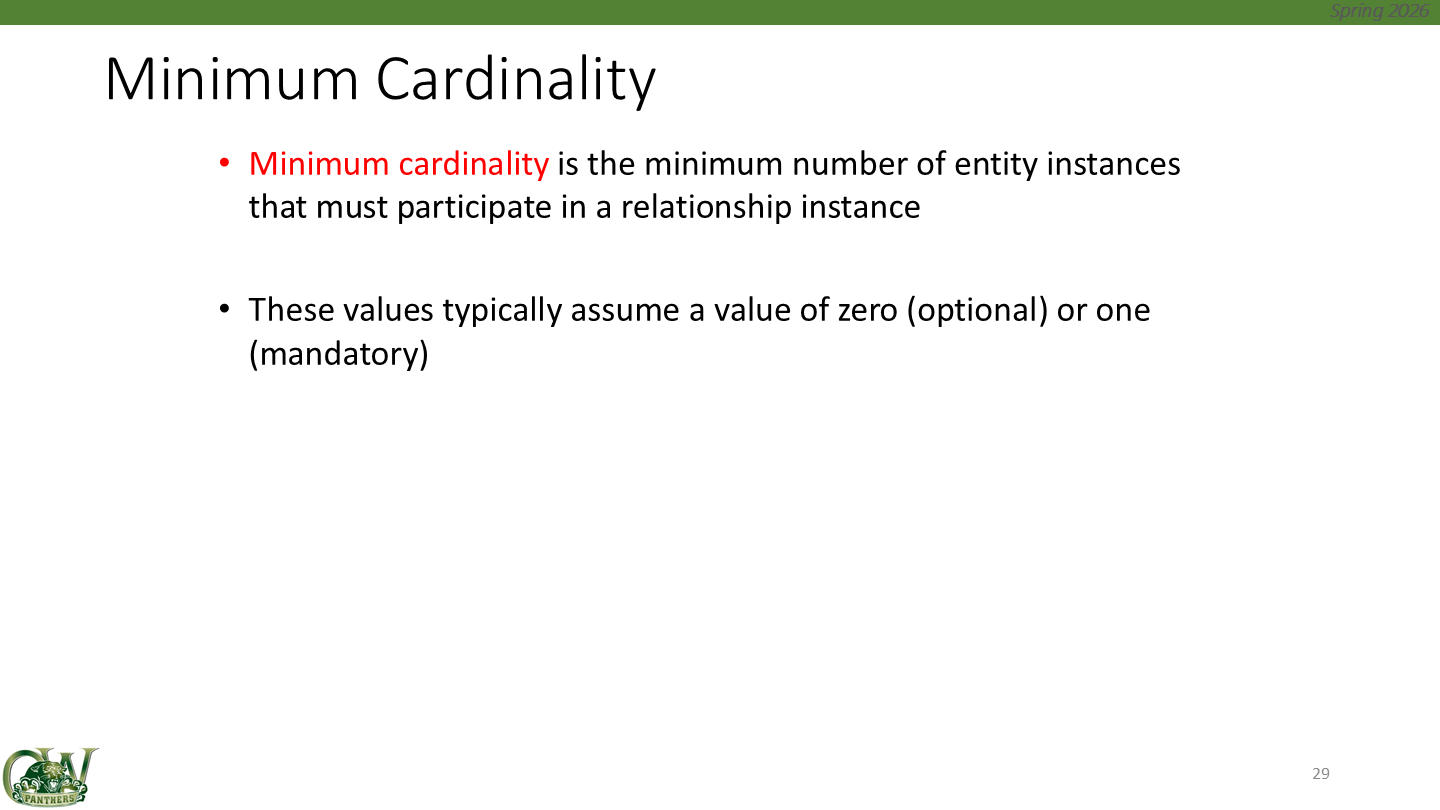 Spring 2026
Minimum Cardinality
• Minimum cardinality is the minimum number of entity instances
that must participate in a relationship instance
• These values typically assume a value of zero (optional) or one
(mandatory)
OW
PANTHERS
29